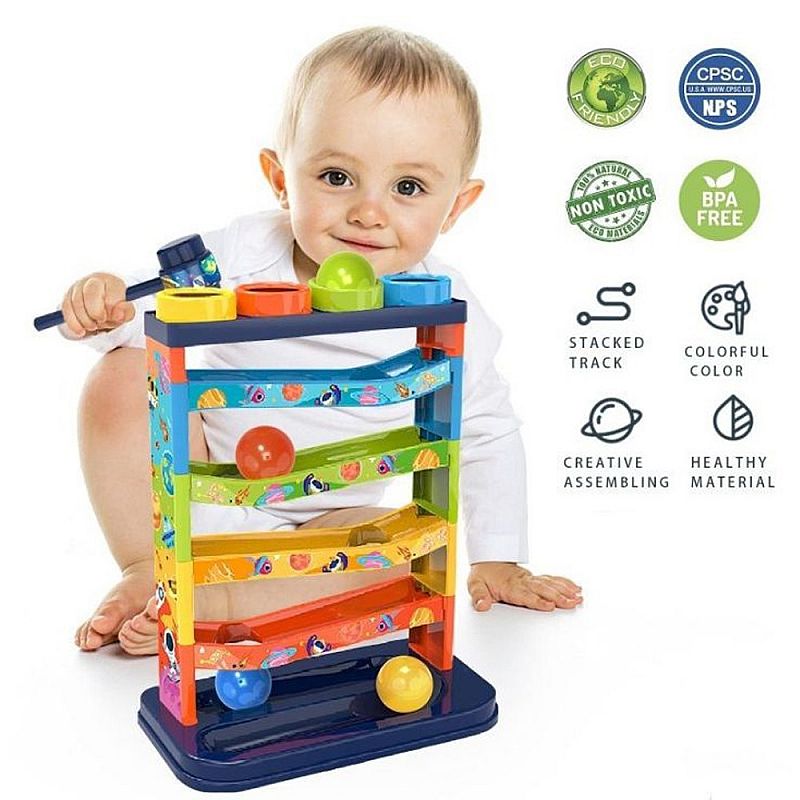 ECO
FRIENDLY
CPSC
U.S.A WWW.CPSC.US
NPS
100% NATURAL
NON TOXIC
ECO MATERIALS
BPA
FREE
STACKED
TRACK
COLORFUL
COLOR
CREATIVE
ASSEMBLING
HEALTHY
MATERIAL